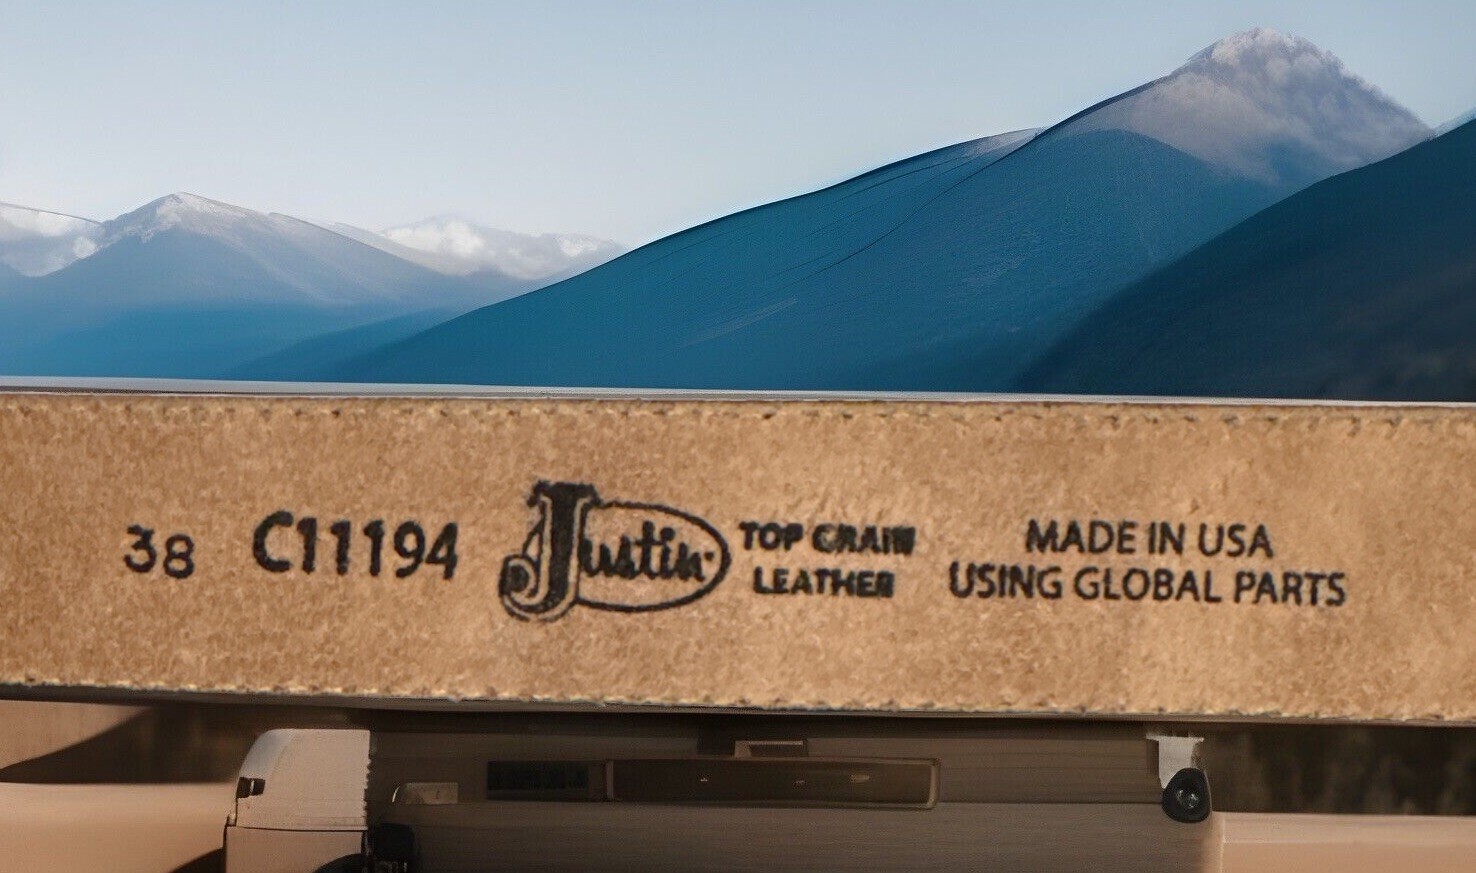 38 C11194 Justin
TOP GRAIN
LEATHER
MADE IN USA
USING GLOBAL PARTS